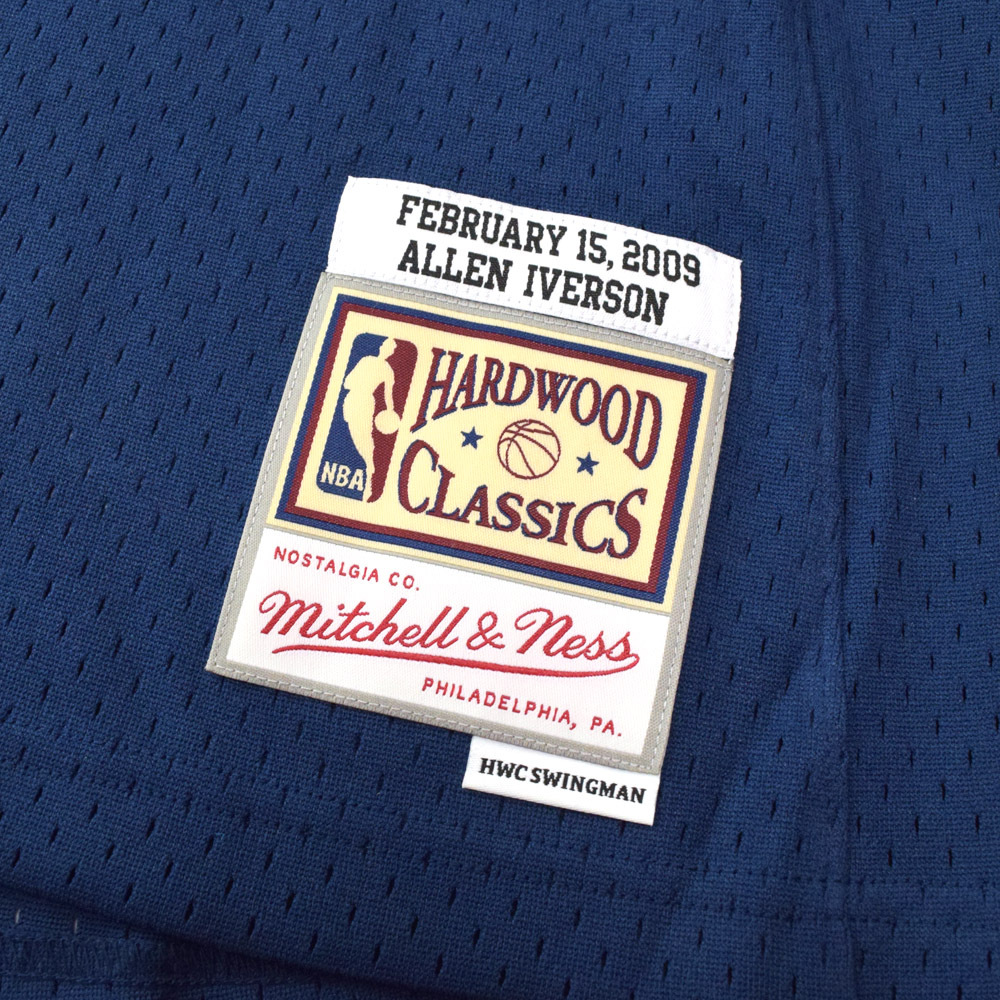 FEBRUARY 15, 2009
ALLEN IVERSON
HARDWOOD
CLASSICS
NBA
NOSTALGIA CO.
Mitchell & Ness
PHILADELPHIA, PA.
HWC SWINGMAN